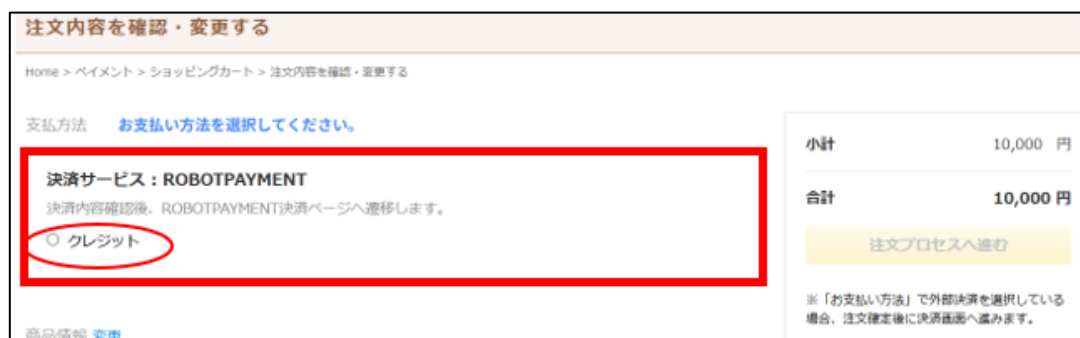 注文内容を確認・変更する
Home > ペイメント > ショッピングカート > 注文内容を確認・変更する
支払方法 お支払い方法を選択してください。
決済サービス：ROBOTPAYMENT
決済内容確認後、ROBOTPAYMENT決済ページへ遷移します。
クレジット
商品情報 変更
小計 10,000 円
合計 10,000 円
注文プロセスへ進む
※「お支払い方法」で外部決済を選択している
場合、注文確定後に決済画面へ進みます。